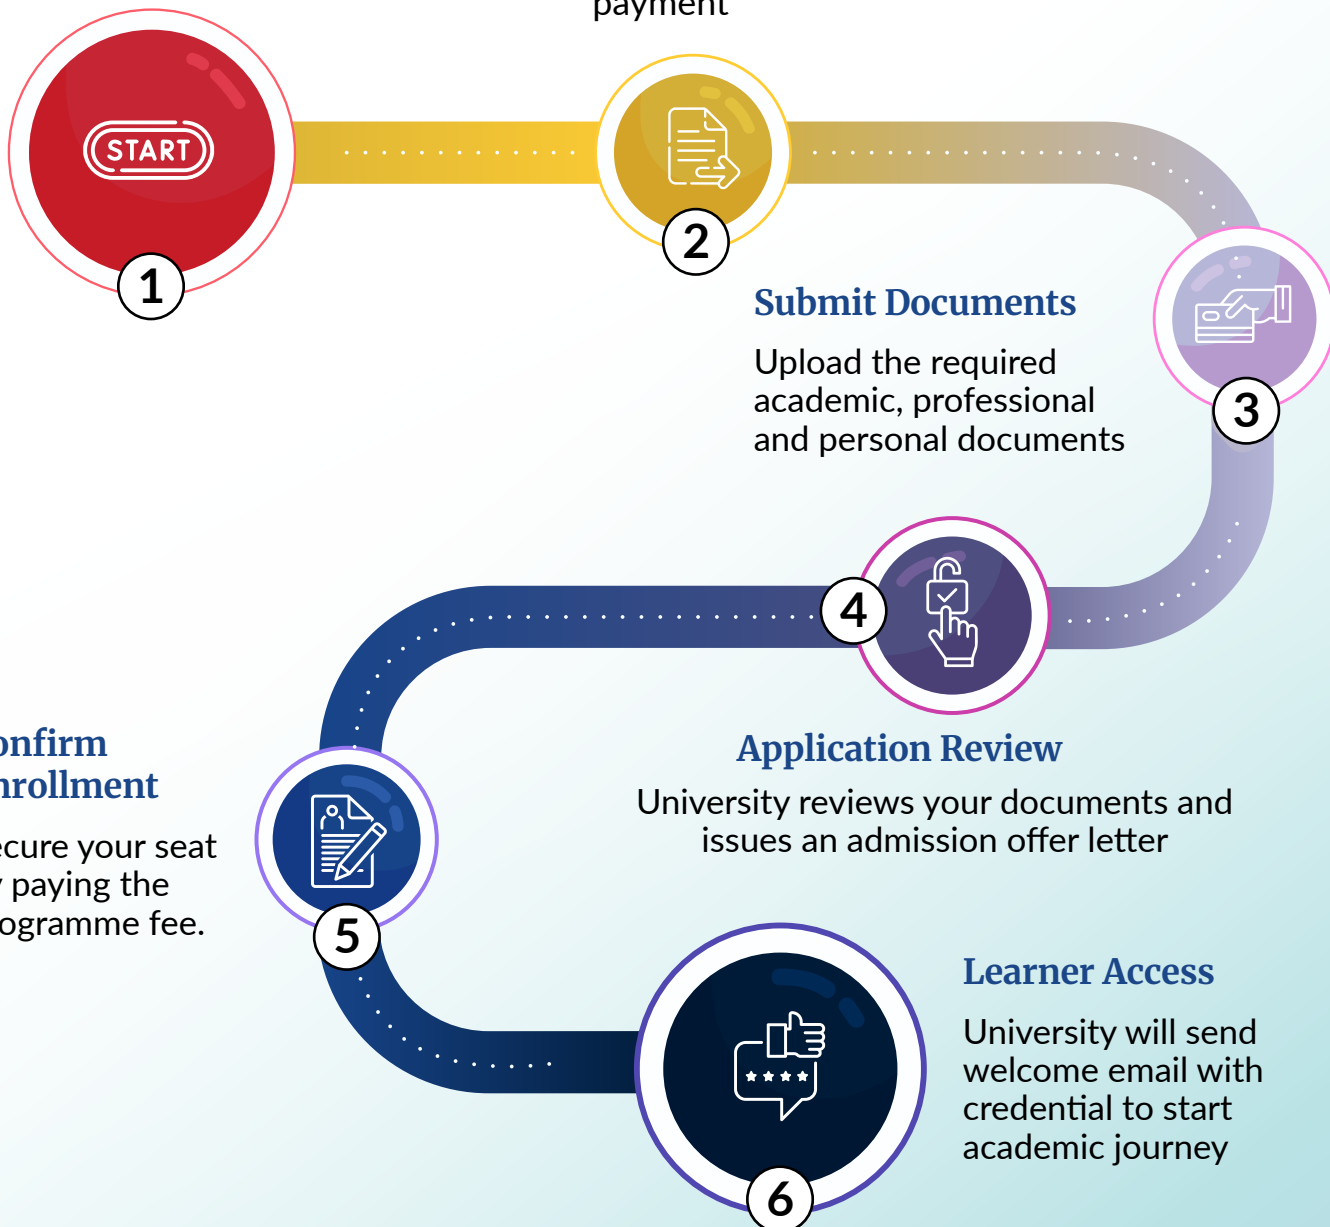 payment
START
1
2
Submit Documents
Upload the required
academic, professional
and personal documents
3
4
Application Review
University reviews your documents and
issues an admission offer letter
onfirm
nrollment
ecure your seat
paying the
ogramme fee.
5
Learner Access
University will send
welcome email with
credential to start
academic journey
6